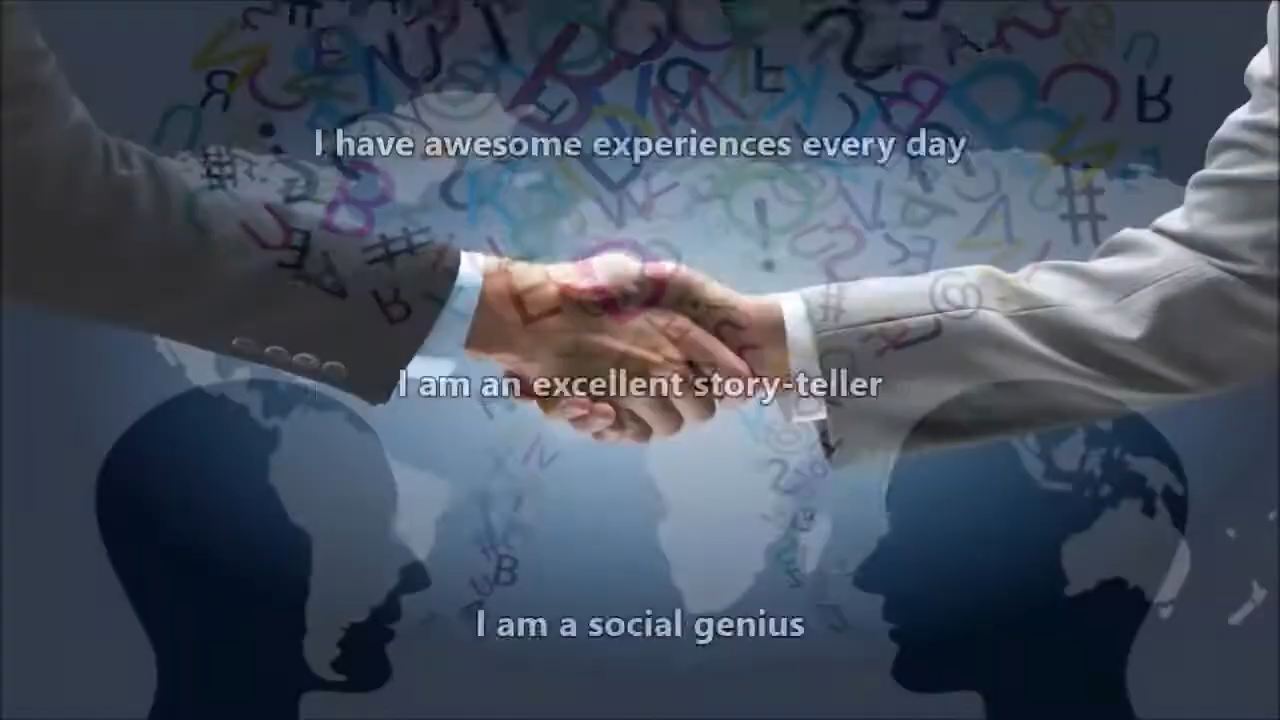 I have awesome experiences every day
I am an excellent story-teller
I am a social genius